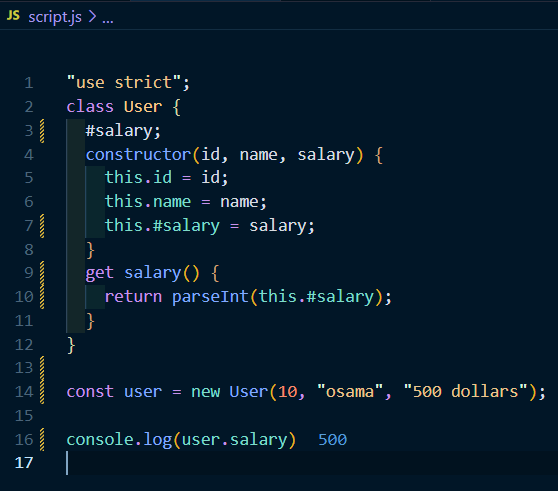 JS script.js > ...
1 "use strict";
2 class User {
3 #salary;
4 constructor(id, name, salary) {
5 this.id = id;
6 this.name = name;
7 this.#salary = salary;
8 }
9 get salary() {
10 return parseInt(this.#salary);
11 }
12 }
13
14 const user = new User(10, "osama", "500 dollars");
15
16 console.log(user.salary) 500
17